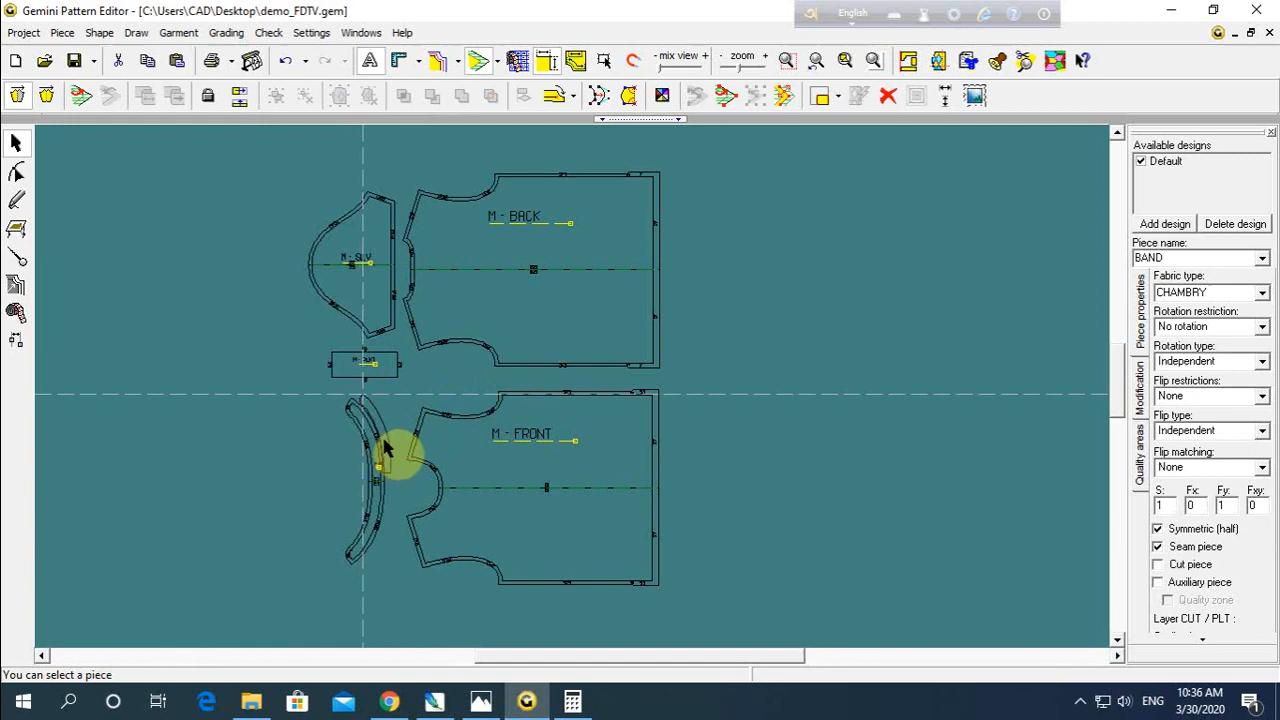 Gemini Pattern Editor - [C:\Users\CAD\Desktop\demo_FDTV.gem]
English
Project Piece Shape Draw Garment Grading Check Settings Windows Help
- mix view +
- zoom +
Available designs
Default
Add design Delete design
Piece name:
BAND
Fabric type:
CHAMBRY
Rotation restriction:
No rotation
Rotation type:
Independent
Flip restrictions:
None
Flip type:
Independent
Flip matching:
None
S: Fx: Fy: Fxy:
1 0 1 0
Symmetric (half)
Seam piece
Cut piece
Auxiliary piece
Quality zone
Layer CUT / PLT :
Piece properties
Modification
Quality areas
M - BACK
M - SLV
M - FRONT
You can select a piece
ENG
10:36 AM
3/30/2020